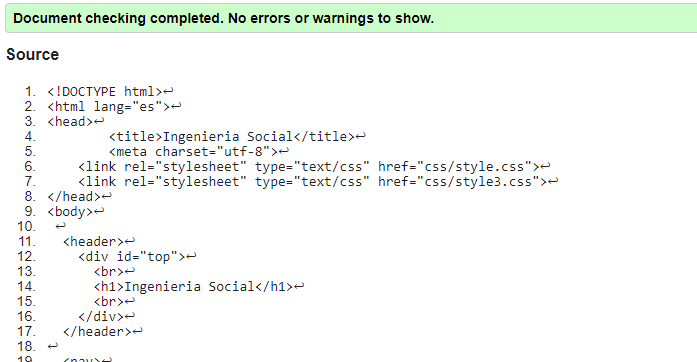 Document checking completed. No errors or warnings to show.
Source
1. <!DOCTYPE html>↩
2. <html lang="es">↩
3. <head>↩
4. <title>Ingenieria Social</title>↩
5. <meta charset="utf-8">↩
6. <link rel="stylesheet" type="text/css" href="css/style.css">↩
7. <link rel="stylesheet" type="text/css" href="css/style3.css">↩
8. </head>↩
9. <body>↩
10. ↩
11. <header>↩
12. <div id="top">↩
13. <br>↩
14. <h1>Ingenieria Social</h1>↩
15. <br>↩
16. </div>↩
17. </header>↩
18. ↩
19. <nav>↩